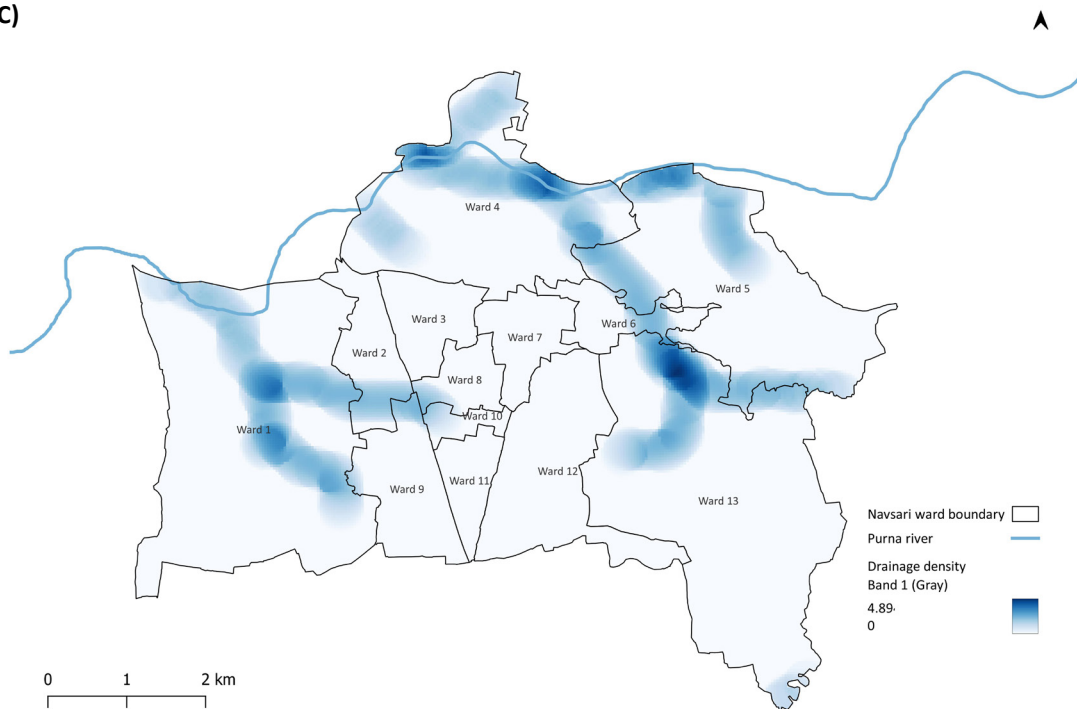 C)
Ward 4
Ward 5
Ward 3
Ward 6
Ward 7
Ward 2
Ward 8
Ward 10
Ward 1
Ward 12
Ward 11
Ward 9
Ward 13
Navsari ward boundary
Purna river
Drainage density
Band 1 (Gray)
4.89
0
0 1 2 km